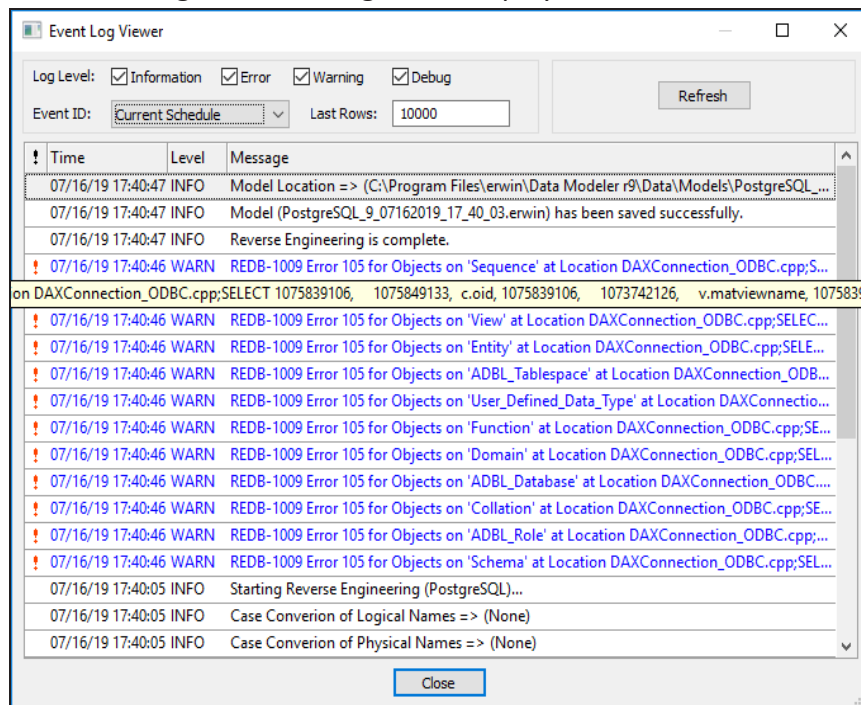 Event Log Viewer
Log Level: Information Error Warning Debug
Refresh
Event ID: Current Schedule Last Rows: 10000
! Time Level Message
07/16/19 17:40:47 INFO Model Location => (C:\Program Files\erwin\Data Modeler r9\Data\Models\PostgreSQL_...
07/16/19 17:40:47 INFO Model (PostgreSQL_9_07162019_17_40_03.erwin) has been saved successfully.
07/16/19 17:40:47 INFO Reverse Engineering is complete.
! 07/16/19 17:40:46 WARN REDB-1009 Error 105 for Objects on 'Sequence' at Location DAXConnection_ODBC.cpp;S...
on DAXConnection_ODBC.cpp;SELECT 1075839106, 1075849133, c.oid, 1075839106, 1073742126, v.matviewname, 107583
! 07/16/19 17:40:46 WARN REDB-1009 Error 105 for Objects on 'View' at Location DAXConnection_ODBC.cpp;SELEC...
! 07/16/19 17:40:46 WARN REDB-1009 Error 105 for Objects on 'Entity' at Location DAXConnection_ODBC.cpp;SELE...
! 07/16/19 17:40:46 WARN REDB-1009 Error 105 for Objects on 'ADBL_Tablespace' at Location DAXConnection_ODB...
! 07/16/19 17:40:46 WARN REDB-1009 Error 105 for Objects on 'User_Defined_Data_Type' at Location DAXConnectio...
! 07/16/19 17:40:46 WARN REDB-1009 Error 105 for Objects on 'Function' at Location DAXConnection_ODBC.cpp;SE...
! 07/16/19 17:40:46 WARN REDB-1009 Error 105 for Objects on 'Domain' at Location DAXConnection_ODBC.cpp;SEL...
! 07/16/19 17:40:46 WARN REDB-1009 Error 105 for Objects on 'ADBL_Database' at Location DAXConnection_ODBC....
! 07/16/19 17:40:46 WARN REDB-1009 Error 105 for Objects on 'Collation' at Location DAXConnection_ODBC.cpp;SE...
! 07/16/19 17:40:46 WARN REDB-1009 Error 105 for Objects on 'ADBL_Role' at Location DAXConnection_ODBC.cpp;...
! 07/16/19 17:40:46 WARN REDB-1009 Error 105 for Objects on 'Schema' at Location DAXConnection_ODBC.cpp;SEL...
07/16/19 17:40:05 INFO Starting Reverse Engineering (PostgreSQL)...
07/16/19 17:40:05 INFO Case Converion of Logical Names => (None)
07/16/19 17:40:05 INFO Case Converion of Physical Names => (None)
Close